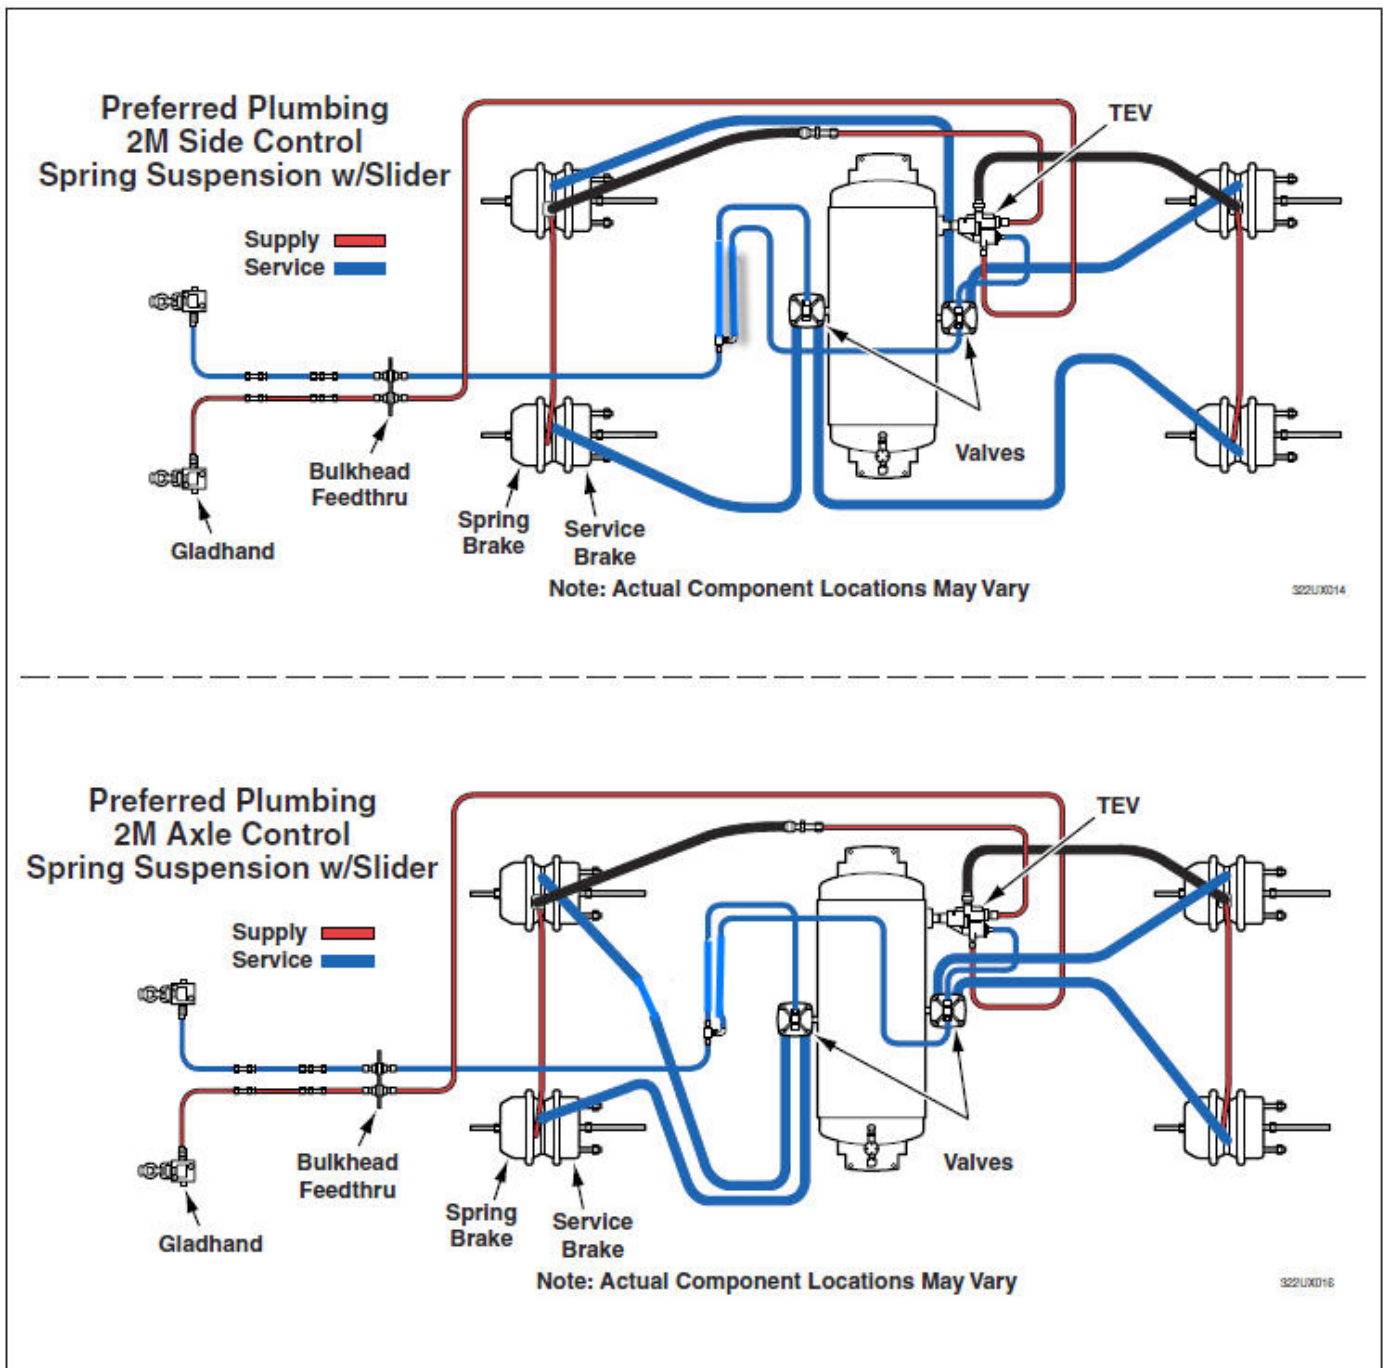 Preferred Plumbing
2M Side Control
Spring Suspension w/Slider
TEV
Supply
Service
Bulkhead
Feedthru
Valves
Gladhand
Spring
Brake
Service
Brake
Note: Actual Component Locations May Vary
322UX014
Preferred Plumbing
2M Axle Control
Spring Suspension w/Slider
TEV
Supply
Service
Bulkhead
Feedthru
Valves
Gladhand
Spring
Brake
Service
Brake
Note: Actual Component Locations May Vary
322UX016